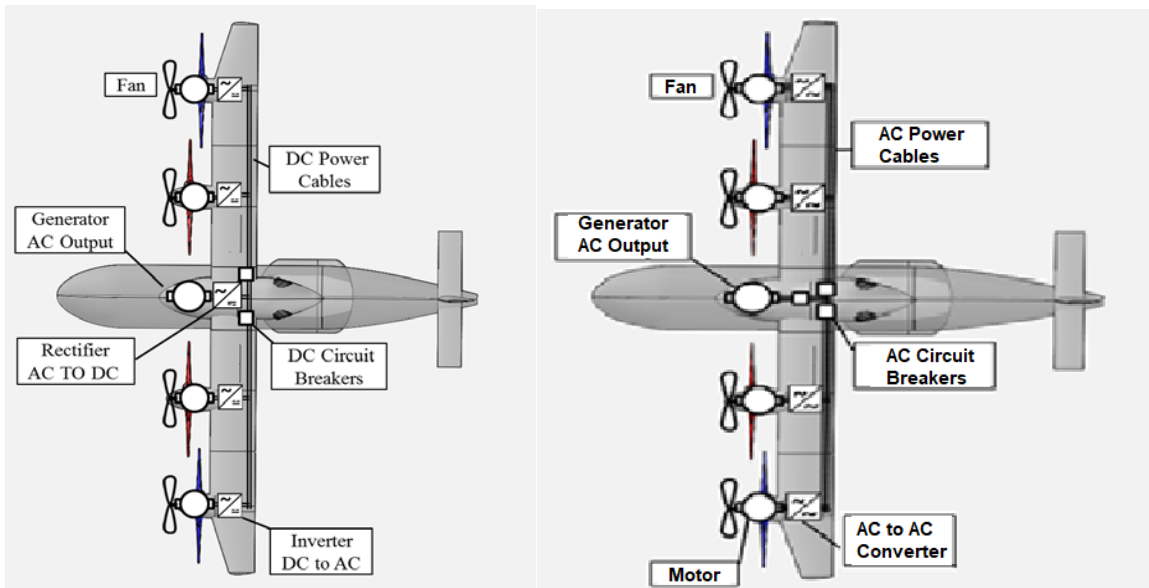 Fan
DC Power
Cables
Generator
AC Output
Rectifier
AC TO DC
DC Circuit
Breakers
Inverter
DC to AC
Fan
AC Power
Cables
Generator
AC Output
AC Circuit
Breakers
AC to AC
Converter
Motor